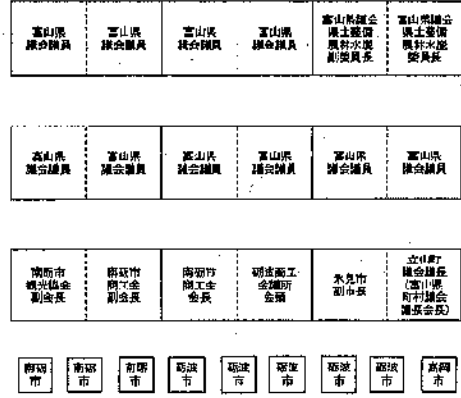 富山県 富山県 富山県 富山県 富山県議会 富山県議会
議会議員 議会議員 議会議員 議会議員 県土整備 県土整備
農林水産 農林水産
副委員長 委員長
富山県 富山県 富山県 富山県 富山県 富山県
議会議員 議会議員 議会議員 議会議員 議会議員 議会議員
南砺市 南砺市 南砺市 砺波商工 氷見市 立山町
観光協会 商工会 商工会 会議所 副市長 議会議長
副会長 副会長 会長 会頭 (富山県
町村議会
議長会長)
南砺 南砺 南砺 砺波 砺波 砺波 砺波 砺波 高岡
市 市 市 市 市 市 市 市 市